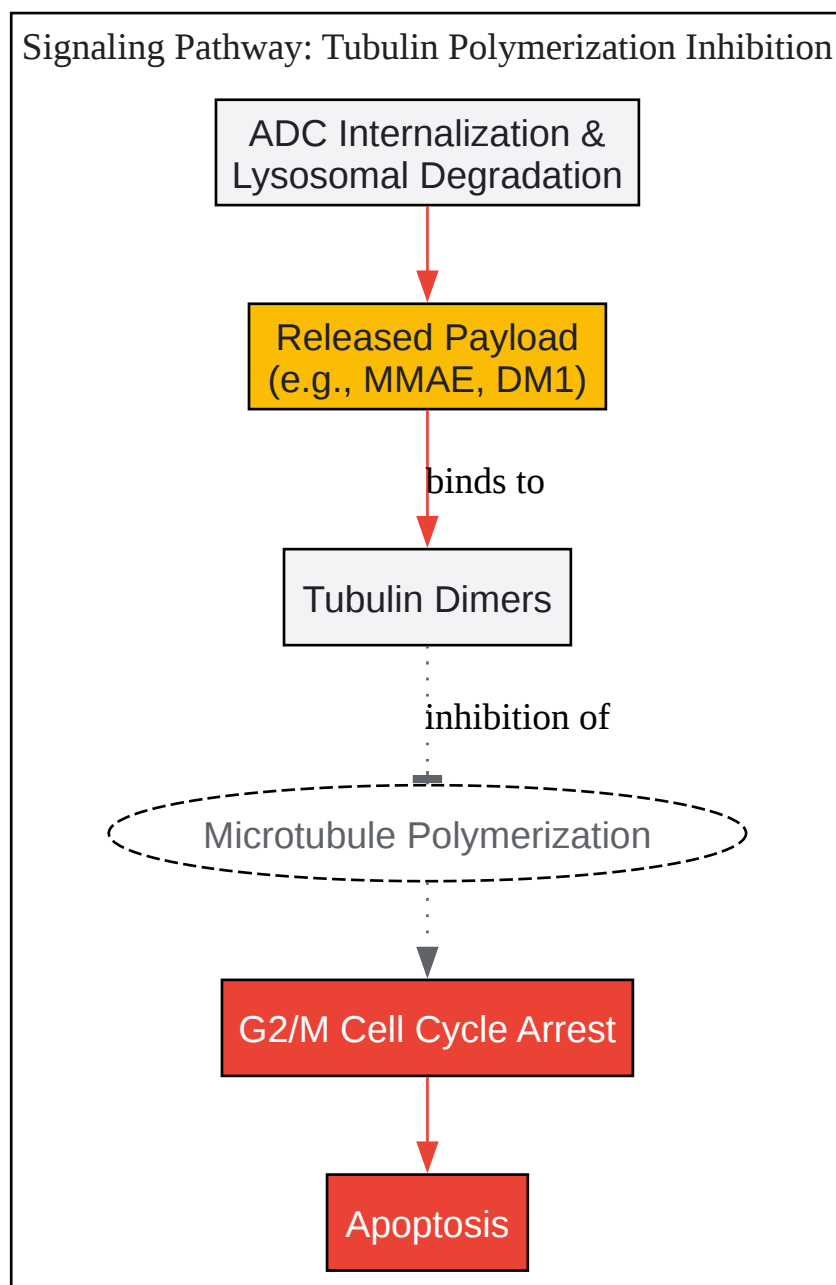 Signaling Pathway: Tubulin Polymerization Inhibition
ADC Internalization &
Lysosomal Degradation
Released Payload
(e.g., MMAE, DM1)
binds to
Tubulin Dimers
inhibition of
Microtubule Polymerization
G2/M Cell Cycle Arrest
Apoptosis